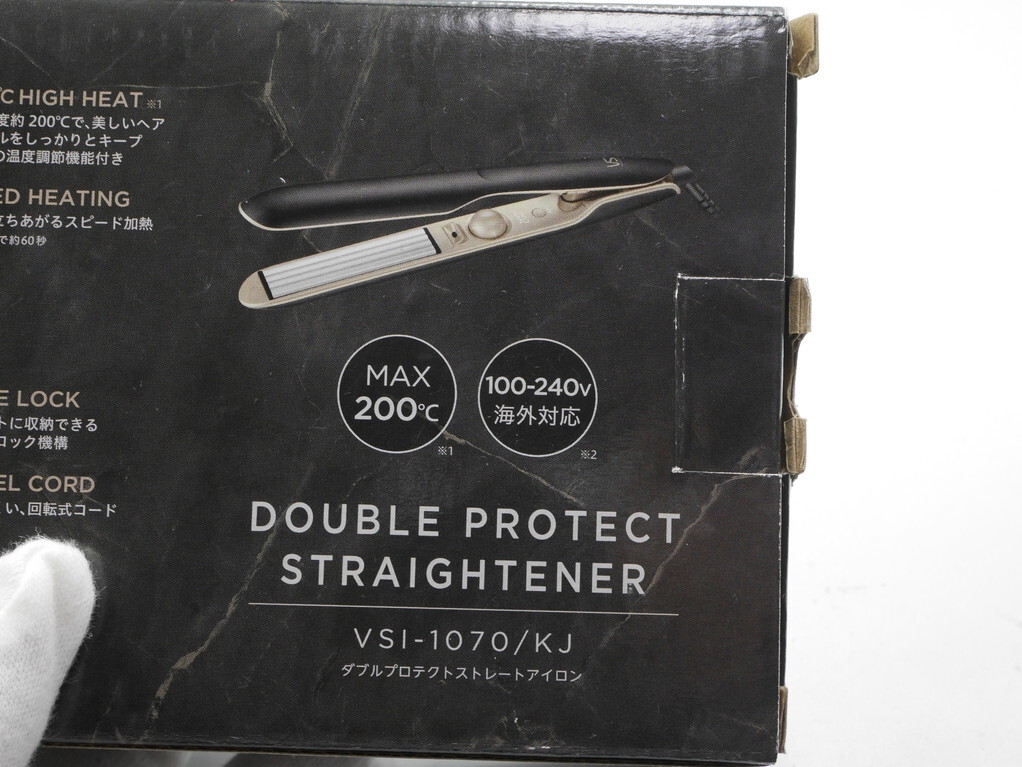 ℃ HIGH HEAT ※1
度約 200℃で、美しいヘア
ルをしっかりとキープ
の温度調節機能付き
ED HEATING
立ちあがるスピード加熱
で約60秒
E LOCK
トに収納できる
ロック機構
EL CORD
い、回転式コード
VS
MAX
200℃
※1
100-240V
海外対応
※2
DOUBLE PROTECT
STRAIGHTENER
VSI-1070/KJ
ダブルプロテクトストレートアイロン